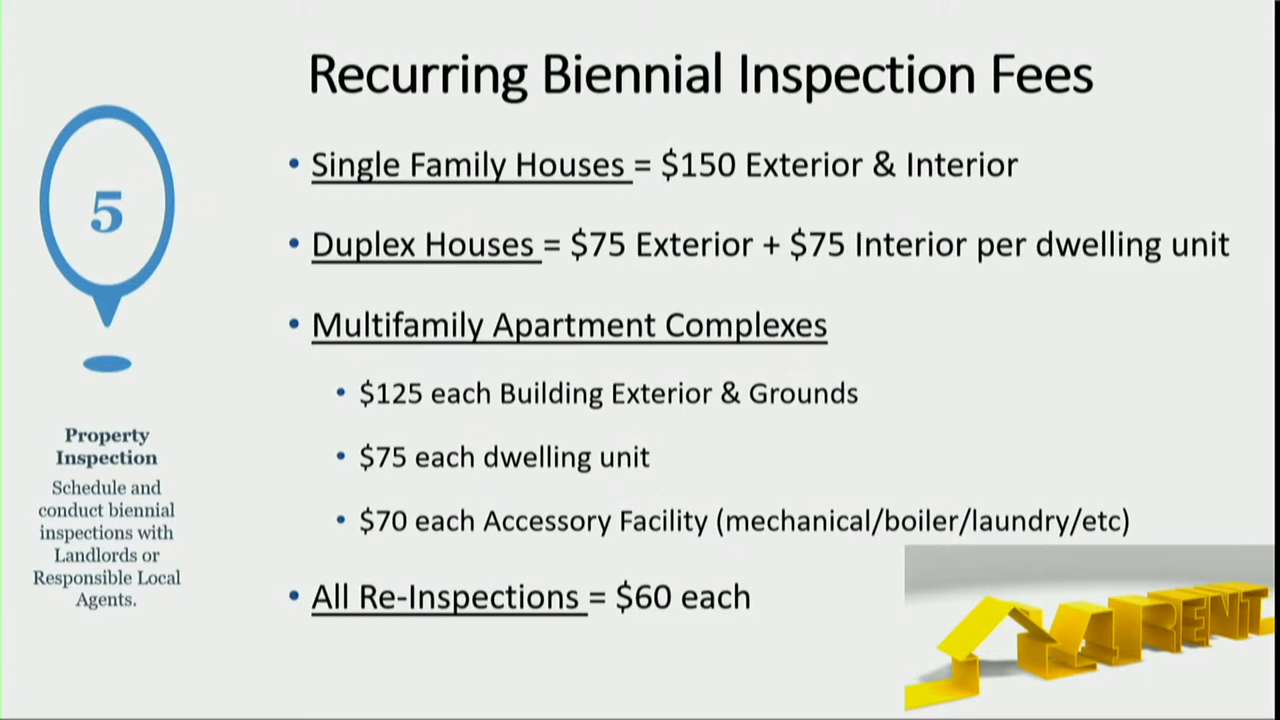 Recurring Biennial Inspection Fees
5
Property
Inspection
Schedule and
conduct biennial
inspections with
Landlords or
Responsible Local
Agents.
• Single Family Houses = $150 Exterior & Interior
• Duplex Houses = $75 Exterior + $75 Interior per dwelling unit
• Multifamily Apartment Complexes
• $125 each Building Exterior & Grounds
• $75 each dwelling unit
• $70 each Accessory Facility (mechanical/boiler/laundry/etc)
• All Re-Inspections = $60 each
RENT